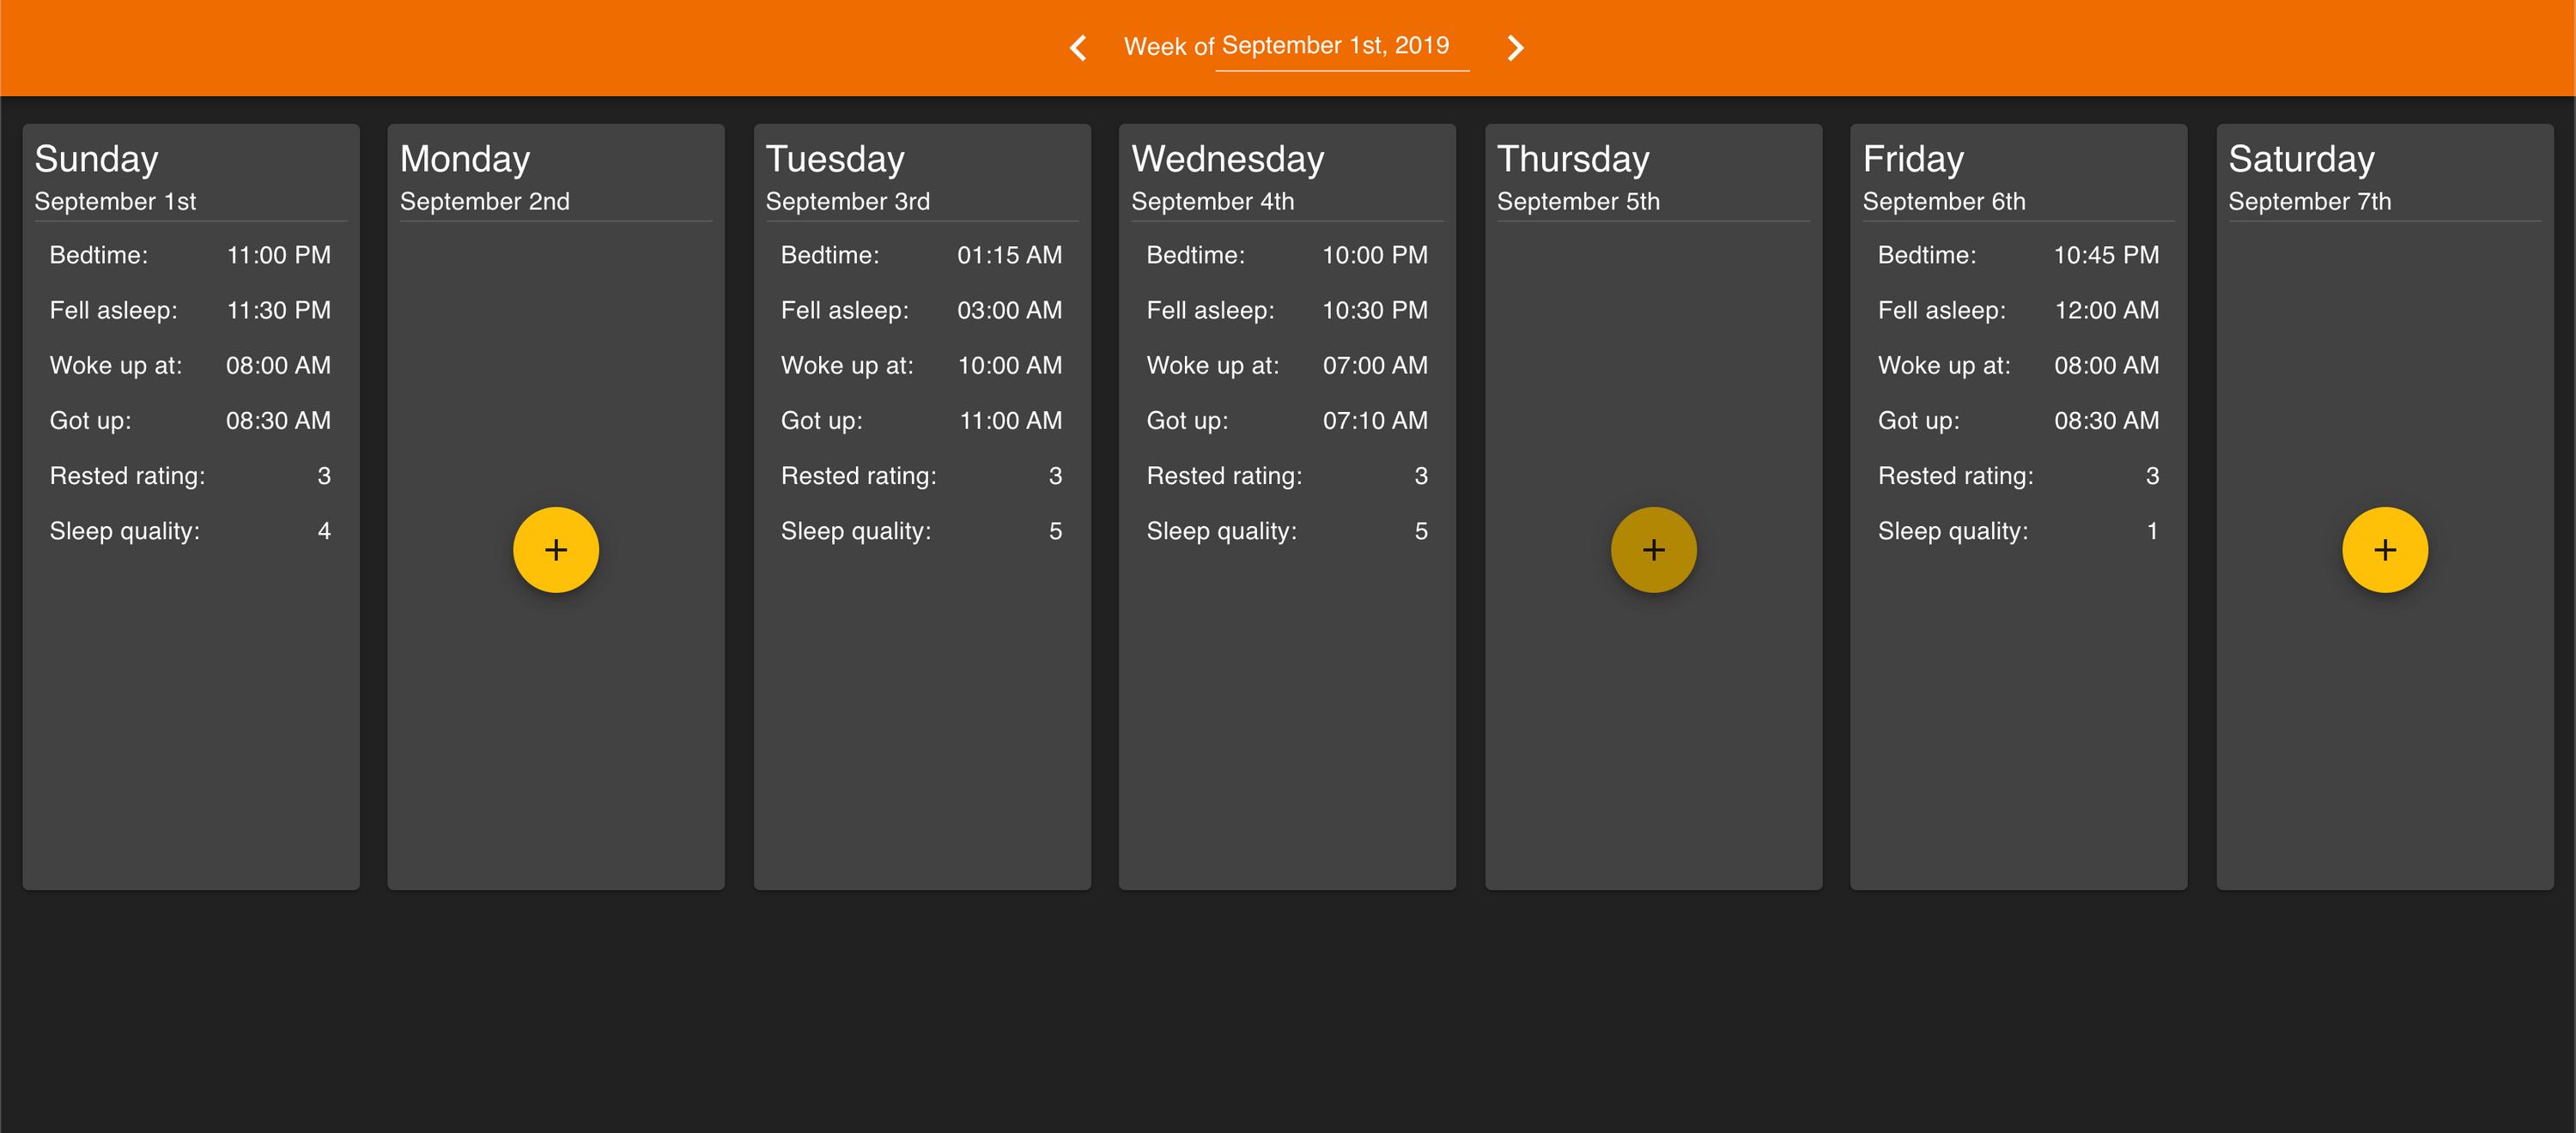 Week of September 1st, 2019
Sunday
September 1st
Bedtime: 11:00 PM
Fell asleep: 11:30 PM
Woke up at: 08:00 AM
Got up: 08:30 AM
Rested rating: 3
Sleep quality: 4
Monday
September 2nd
+
Tuesday
September 3rd
Bedtime: 01:15 AM
Fell asleep: 03:00 AM
Woke up at: 10:00 AM
Got up: 11:00 AM
Rested rating: 3
Sleep quality: 5
Wednesday
September 4th
Bedtime: 10:00 PM
Fell asleep: 10:30 PM
Woke up at: 07:00 AM
Got up: 07:10 AM
Rested rating: 3
Sleep quality: 5
Thursday
September 5th
+
Friday
September 6th
Bedtime: 10:45 PM
Fell asleep: 12:00 AM
Woke up at: 08:00 AM
Got up: 08:30 AM
Rested rating: 3
Sleep quality: 1
Saturday
September 7th
+